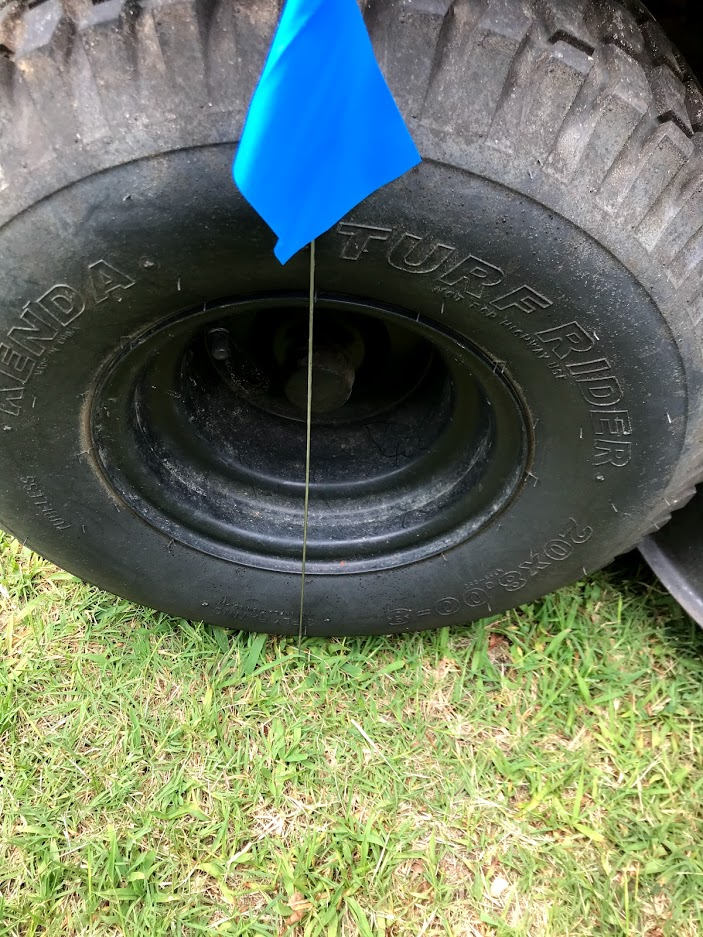 KENDA
TURF RIDER
NOT FOR HIGHWAY USE
TUBELESS
20x8.00-8